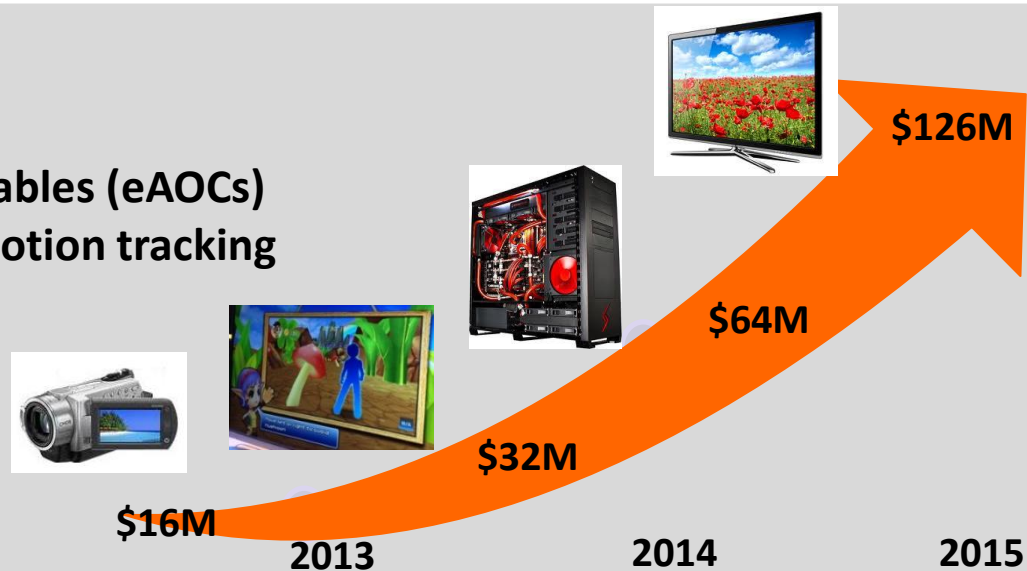 ables (eAOCs)
otion tracking
$126M
$64M
$32M
$16M
2013 2014 2015